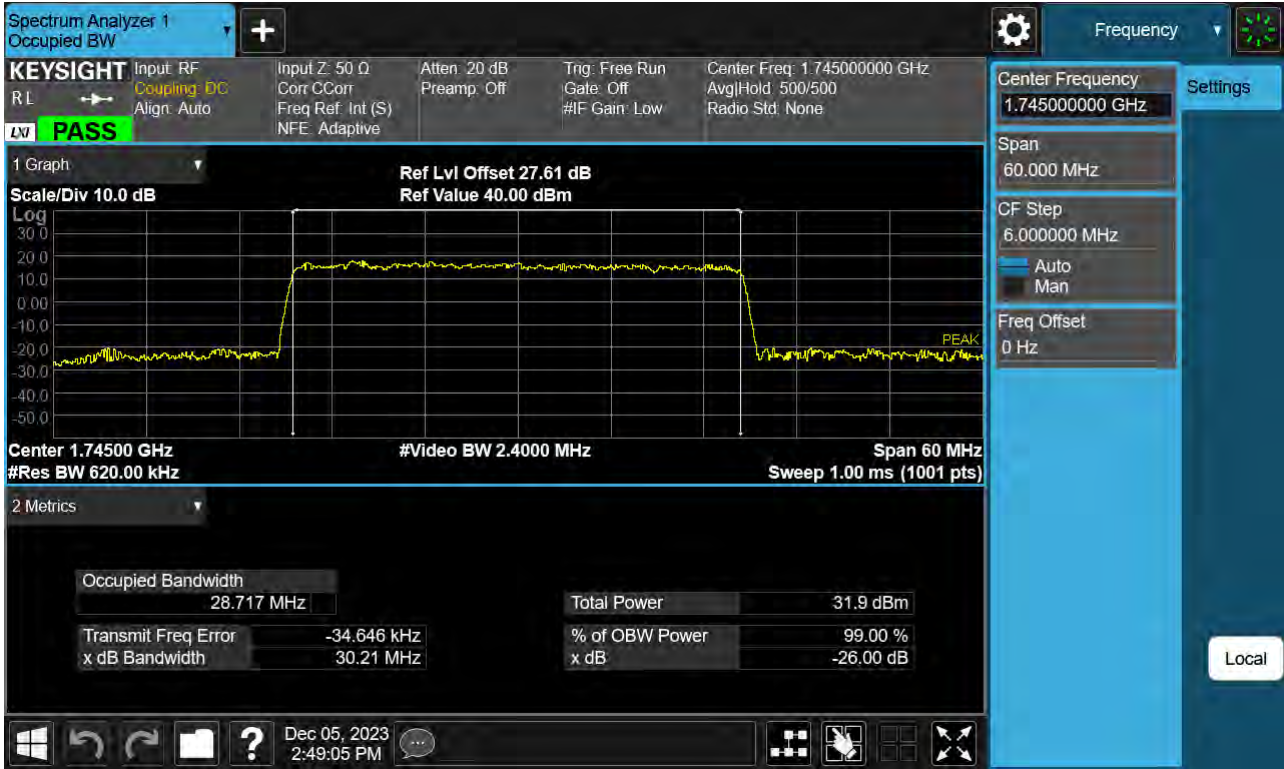 Spectrum Analyzer 1
Occupied BW
+
Frequency
KEYSIGHT
RL
LXI
PASS
Input: RF
Coupling: DC
Align: Auto
Input Z: 50 Ω
Corr CCorr
Freq Ref: Int (S)
NFE: Adaptive
Atten: 20 dB
Preamp: Off
Trig: Free Run
Gate: Off
#IF Gain: Low
Center Freq: 1.745000000 GHz
Avg|Hold: 500/500
Radio Std: None
Center Frequency
1.745000000 GHz
Settings
Span
60.000 MHz
CF Step
6.000000 MHz
Auto
Man
Freq Offset
0 Hz
Local
1 Graph
Scale/Div 10.0 dB
Ref Lvl Offset 27.61 dB
Ref Value 40.00 dBm
Log
30.0
20.0
10.0
0.00
-10.0
-20.0
-30.0
-40.0
-50.0
PEAK
Center 1.74500 GHz
#Video BW 2.4000 MHz
Span 60 MHz
#Res BW 620.00 kHz
Sweep 1.00 ms (1001 pts)
2 Metrics
Occupied Bandwidth
28.717 MHz
Total Power 31.9 dBm
Transmit Freq Error -34.646 kHz
% of OBW Power 99.00 %
x dB Bandwidth 30.21 MHz
x dB -26.00 dB
?
Dec 05, 2023
2:49:05 PM